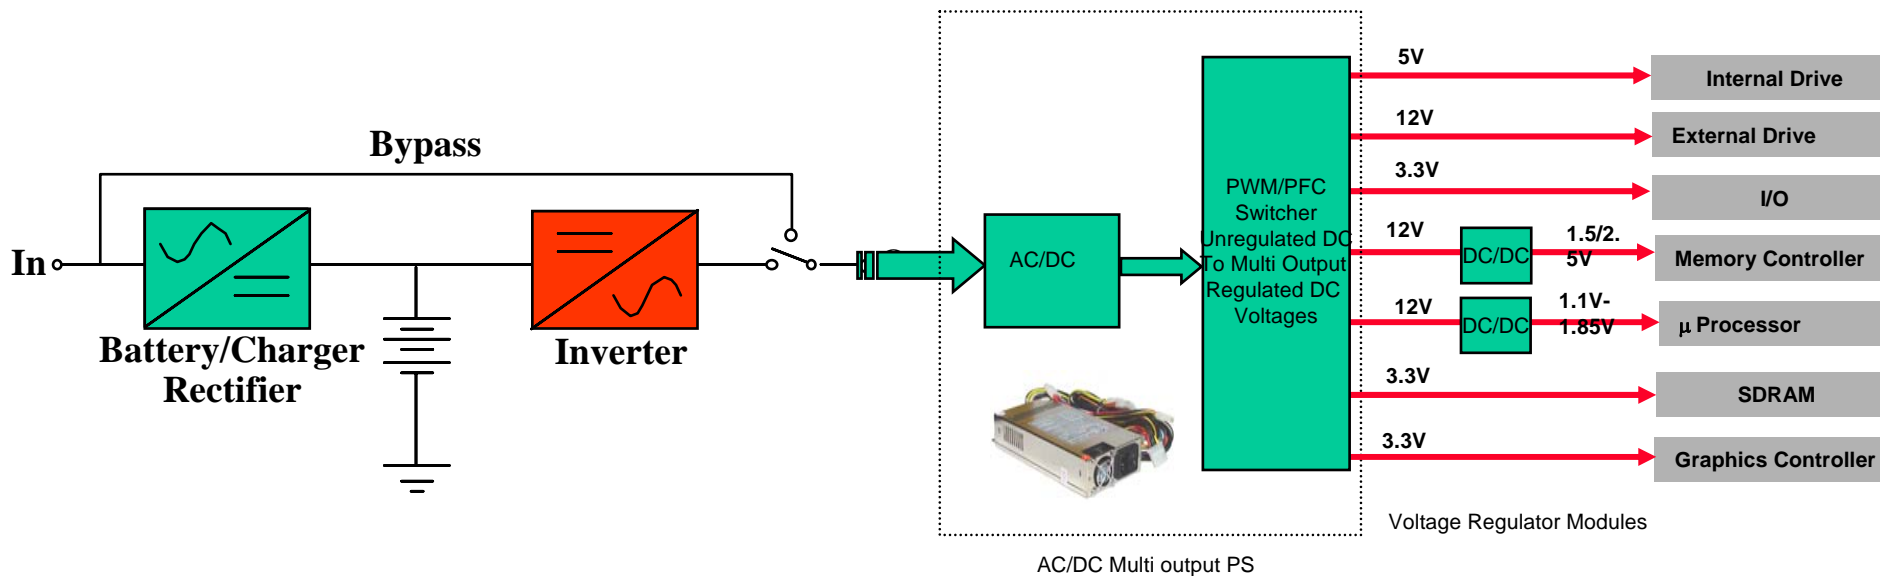 Bypass
In
Battery/Charger
Rectifier
Inverter
AC/DC
PWM/PFC
Switcher
Unregulated DC
To Multi Output
Regulated DC
Voltages
5V
Internal Drive
12V
External Drive
3.3V
I/O
12V
DC/DC
1.5/2.
5V
Memory Controller
12V
DC/DC
1.1V-
1.85V
μ Processor
3.3V
SDRAM
3.3V
Graphics Controller
Voltage Regulator Modules
AC/DC Multi output PS